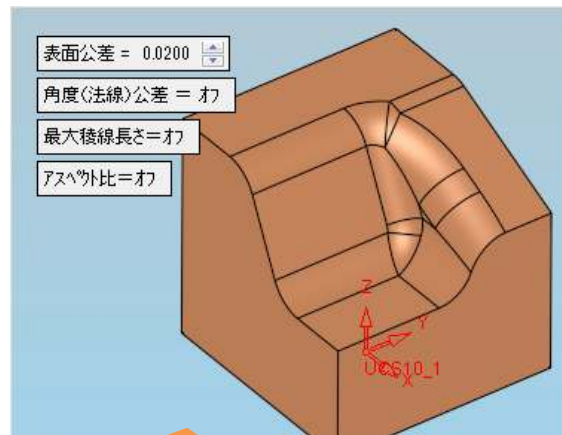 表面公差 = 0.0200
角度(法線)公差 = オフ
最大稜線長さ=オフ
アスペクト比=オフ
Z
Y
UCS10_1
X